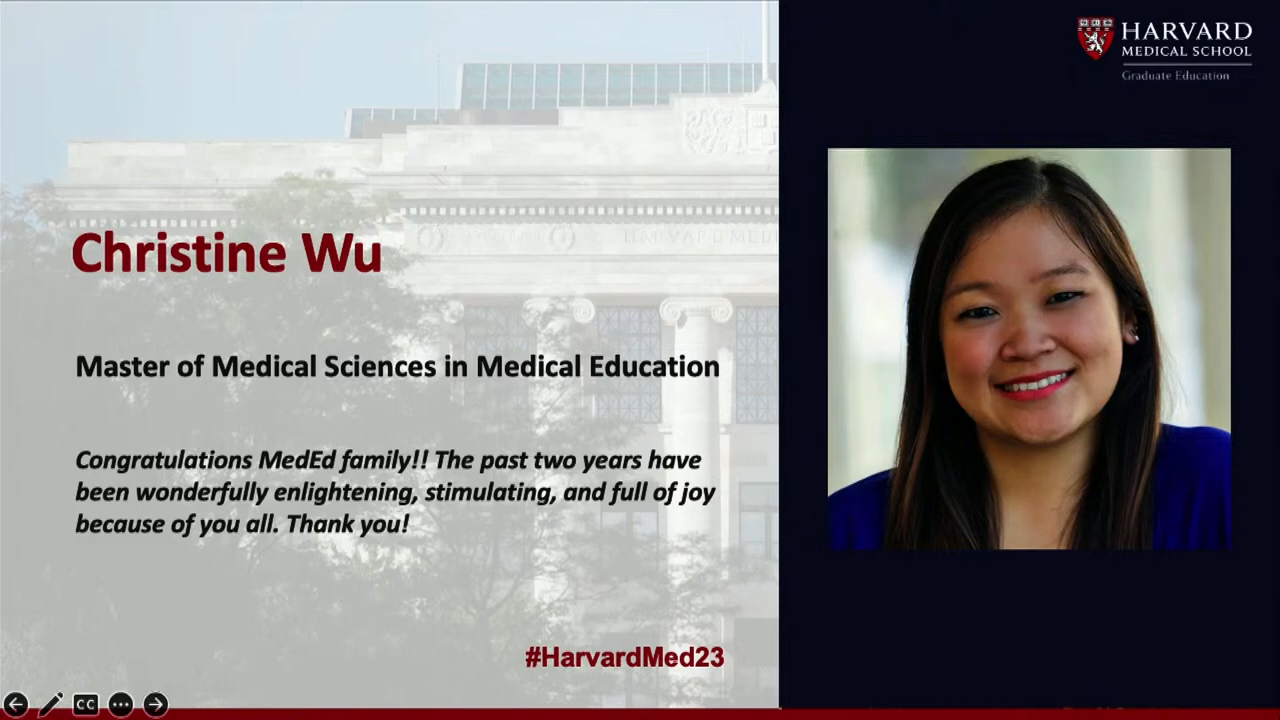 HARVARD
MEDICAL SCHOOL
Graduate Education
Christine Wu
Master of Medical Sciences in Medical Education
Congratulations MedEd family!! The past two years have
been wonderfully enlightening, stimulating, and full of joy
because of you all. Thank you!
#HarvardMed23
CC